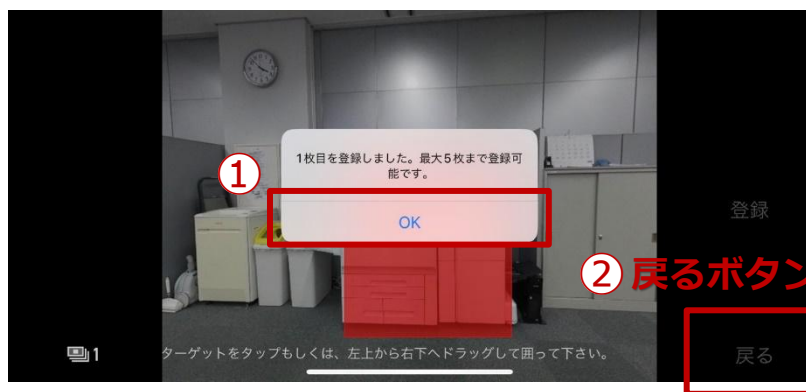 1枚目を登録しました。最大5枚まで登録可
能です。
①
OK
登録
② 戻るボタン
1
ターゲットをタップもしくは、左上から右下へドラッグして囲って下さい。
戻る